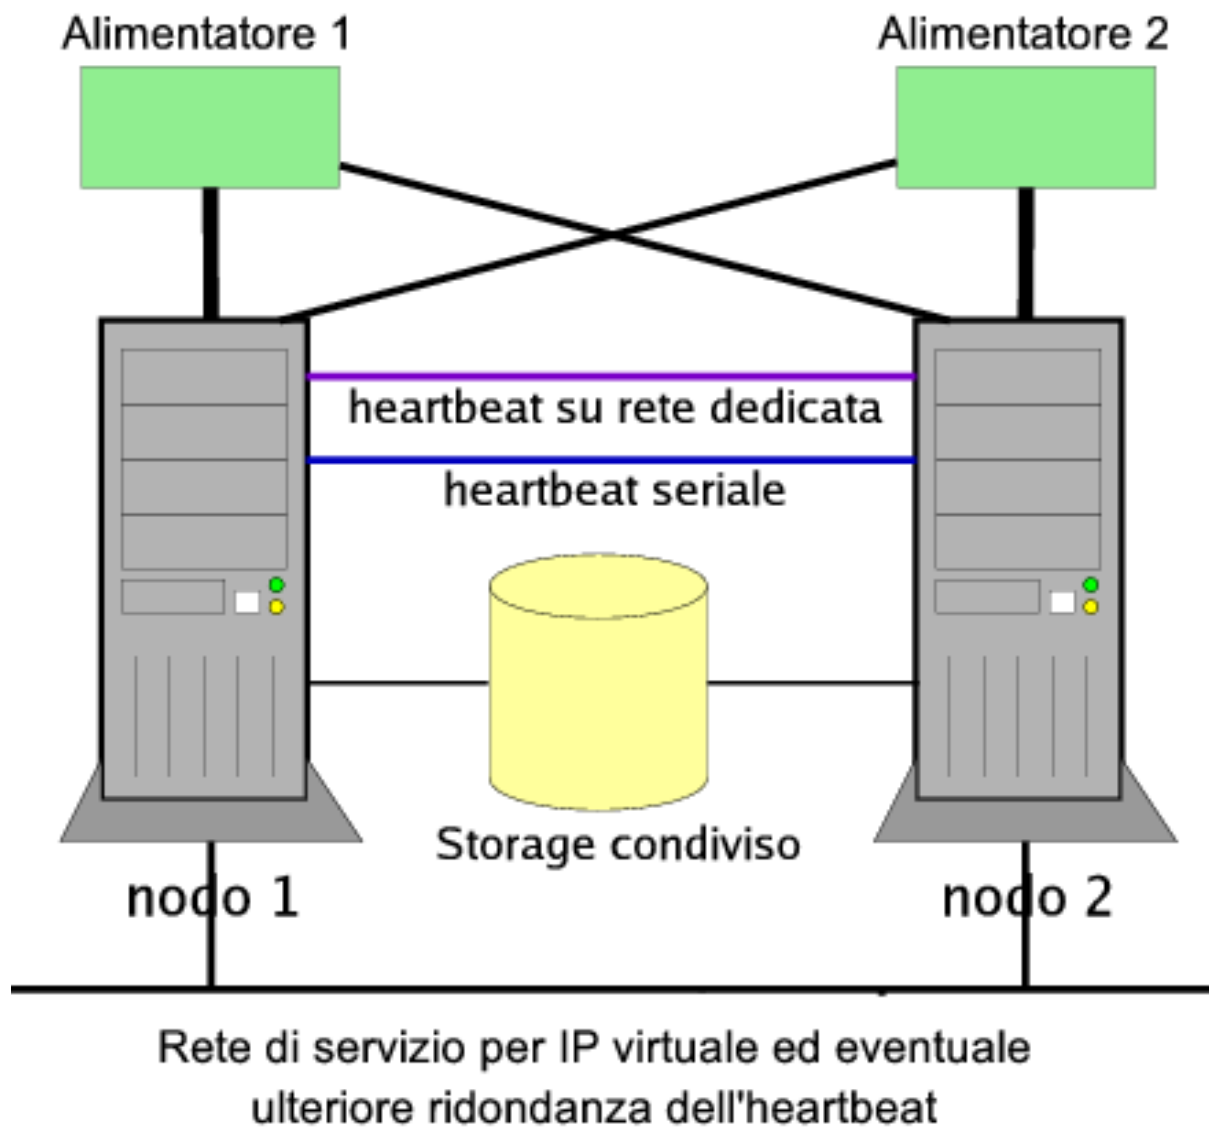 Alimentatore 1
Alimentatore 2
heartbeat su rete dedicata
heartbeat seriale
Storage condiviso
nodo 1
nodo 2
Rete di servizio per IP virtuale ed eventuale
ulteriore ridondanza dell'heartbeat